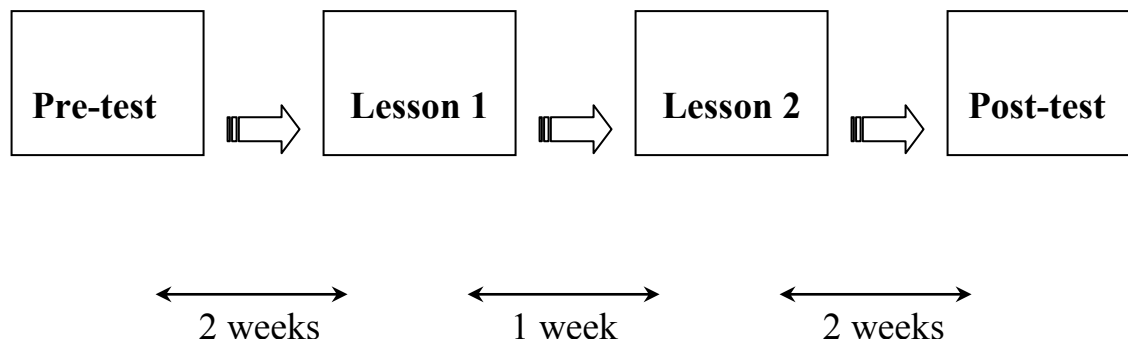 Pre-test
Lesson 1
Lesson 2
Post-test
2 weeks
1 week
2 weeks